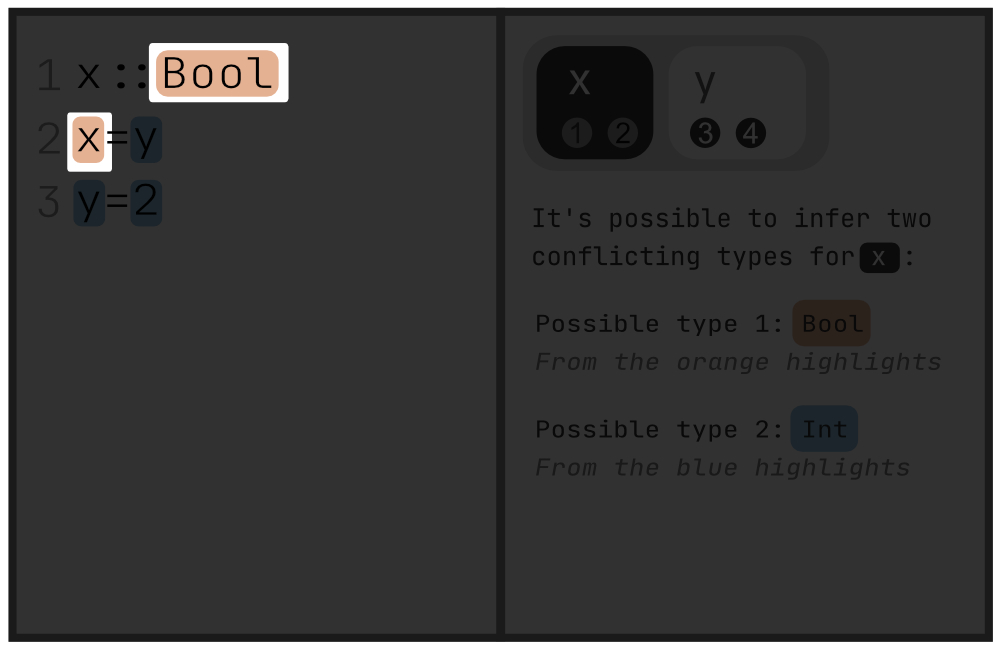 1 x::Bool
2 x=y
3 y=2
x y
1 2 3 4
It's possible to infer two
conflicting types for x :
Possible type 1: Bool
From the orange highlights
Possible type 2: Int
From the blue highlights